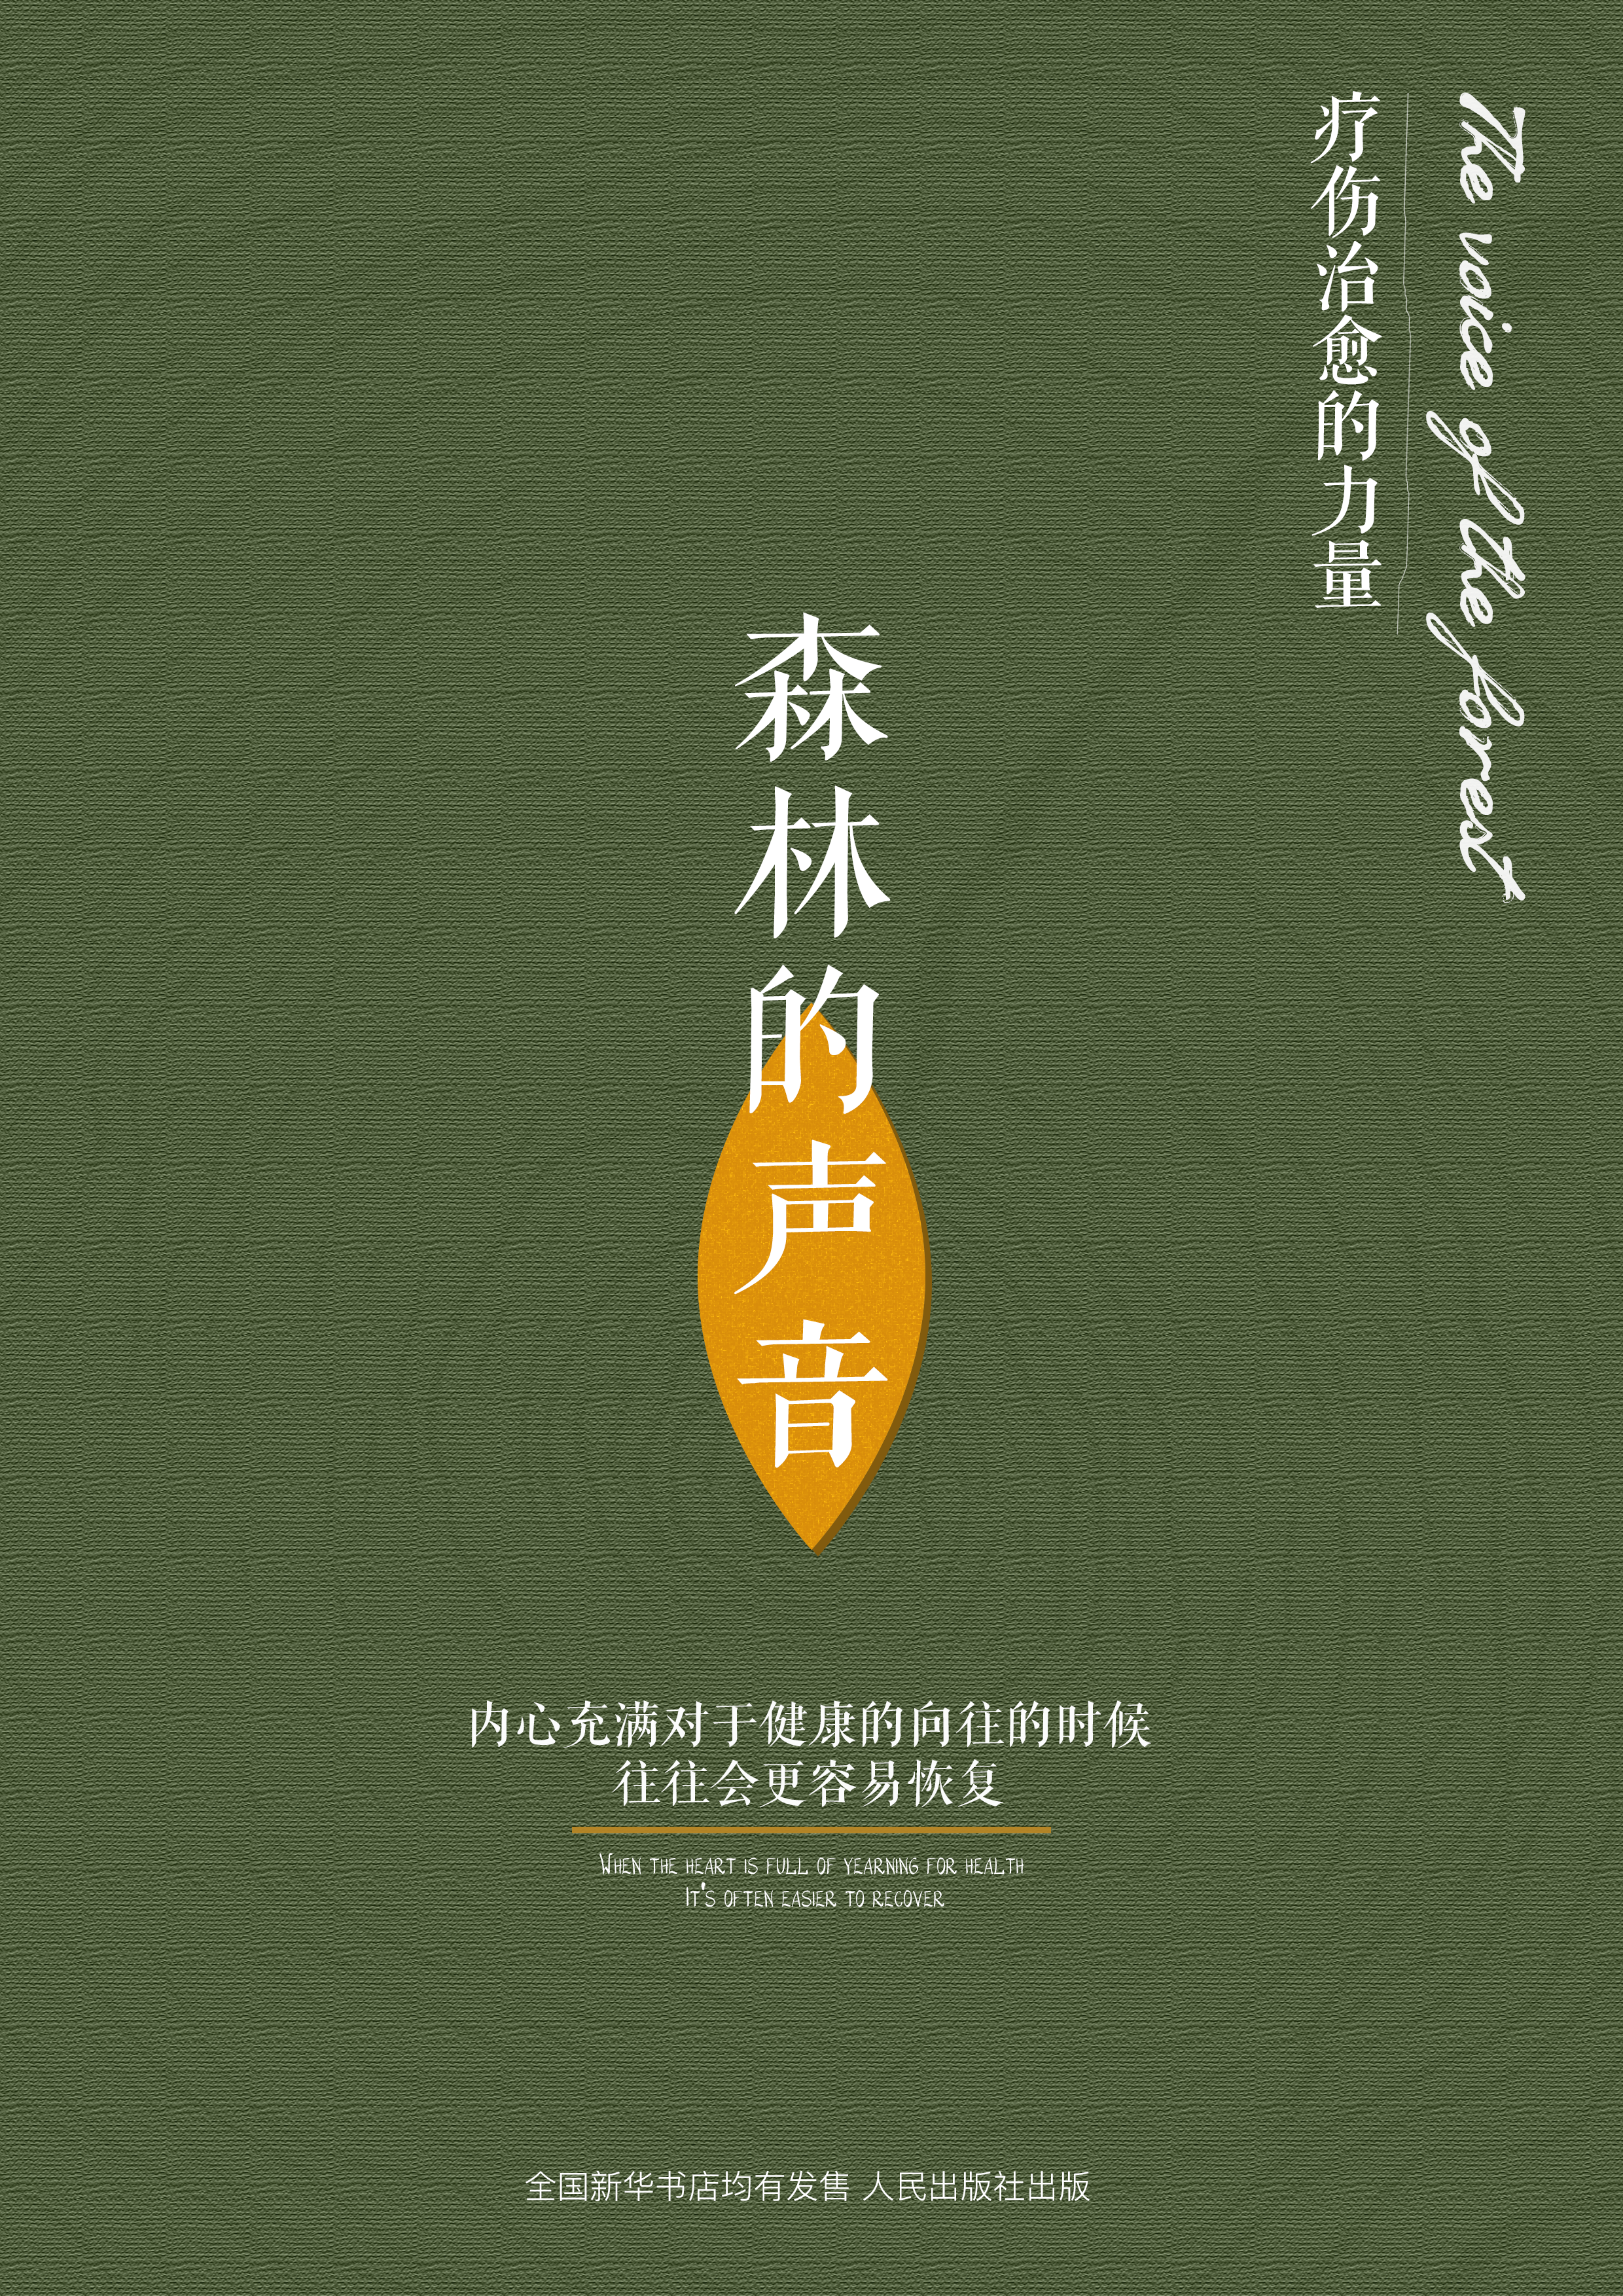 The voice of the forest
疗伤治愈的力量
森林的声音
内心充满对于健康的向往的时候
往往会更容易恢复
WHEN THE HEART IS FULL OF YEARNING FOR HEALTH
IT'S OFTEN EASIER TO RECOVER
全国新华书店均有发售 人民出版社出版